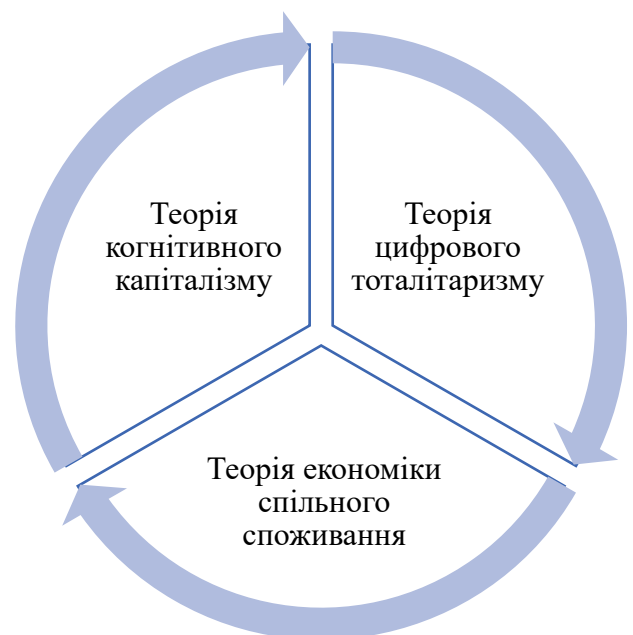 Теорія
когнітивного
капіталізму
Теорія
цифрового
тоталітаризму
Теорія економіки
спільного
споживання